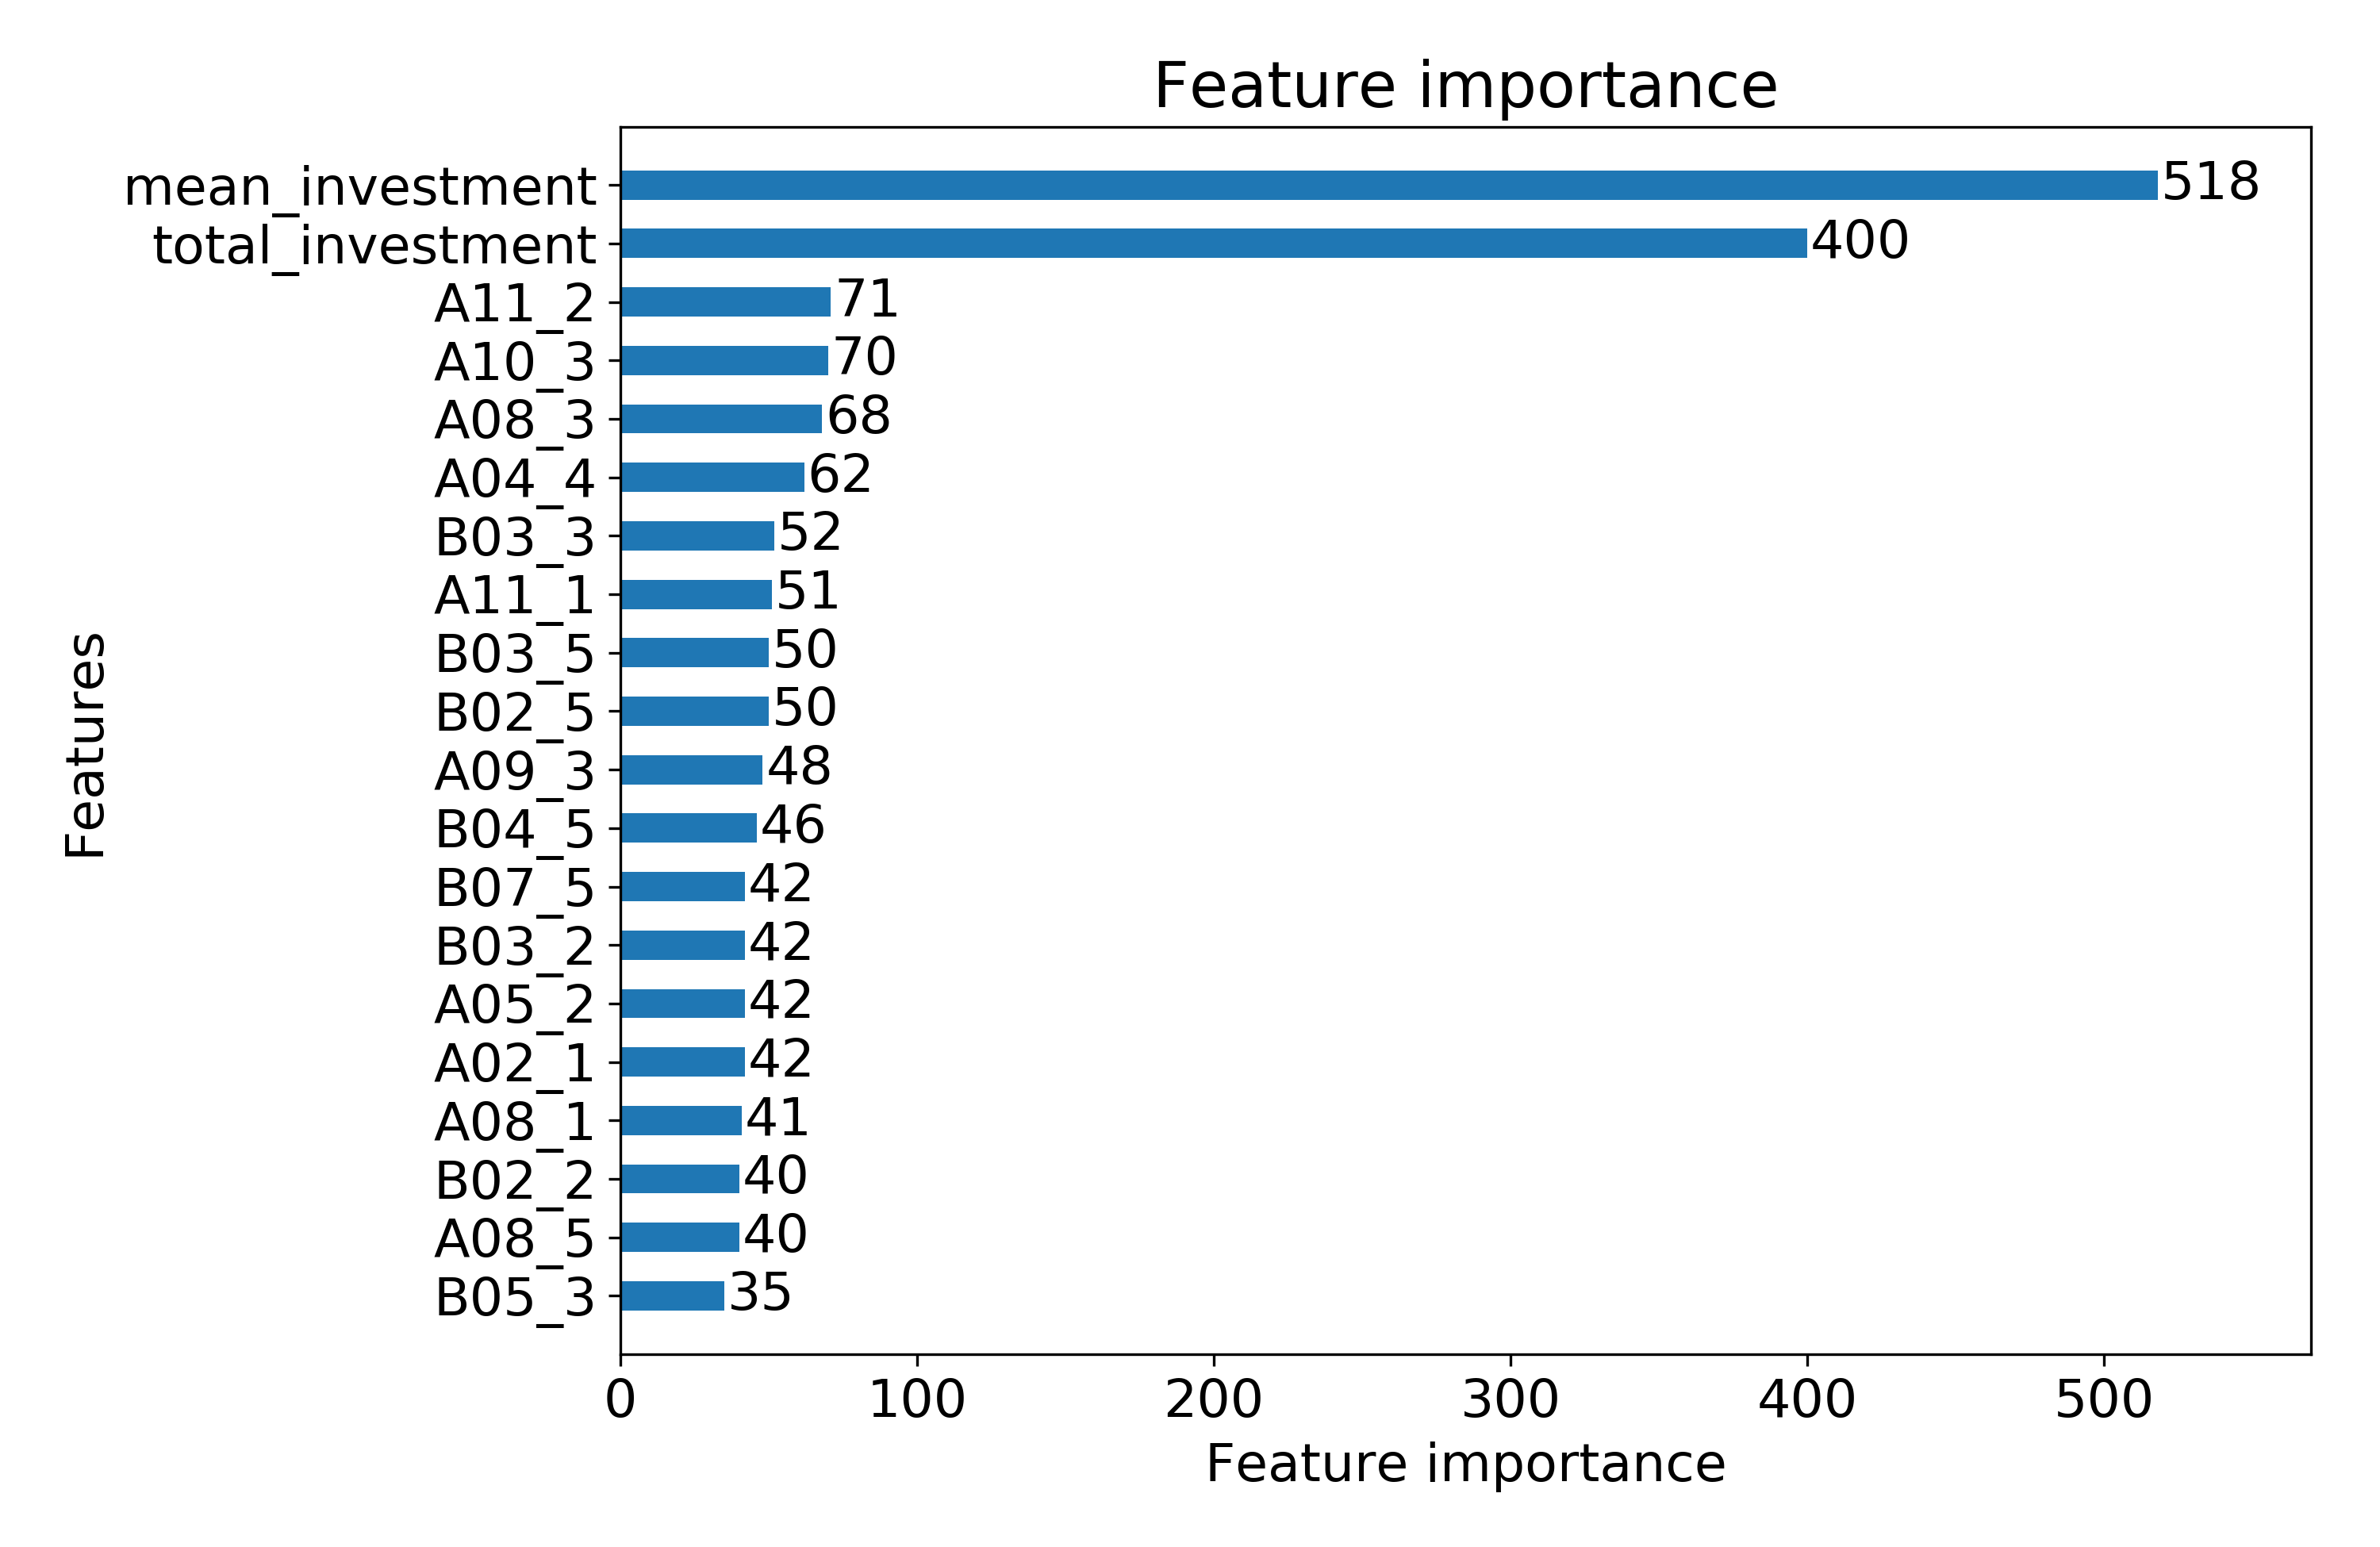 Feature importance
mean_investment 518
total_investment 400
A11_2 71
A10_3 70
A08_3 68
A04_4 62
B03_3 52
A11_1 51
B03_5 50
B02_5 50
A09_3 48
B04_5 46
B07_5 42
B03_2 42
A05_2 42
A02_1 42
A08_1 41
B02_2 40
A08_5 40
B05_3 35
Features
0 100 200 300 400 500
Feature importance